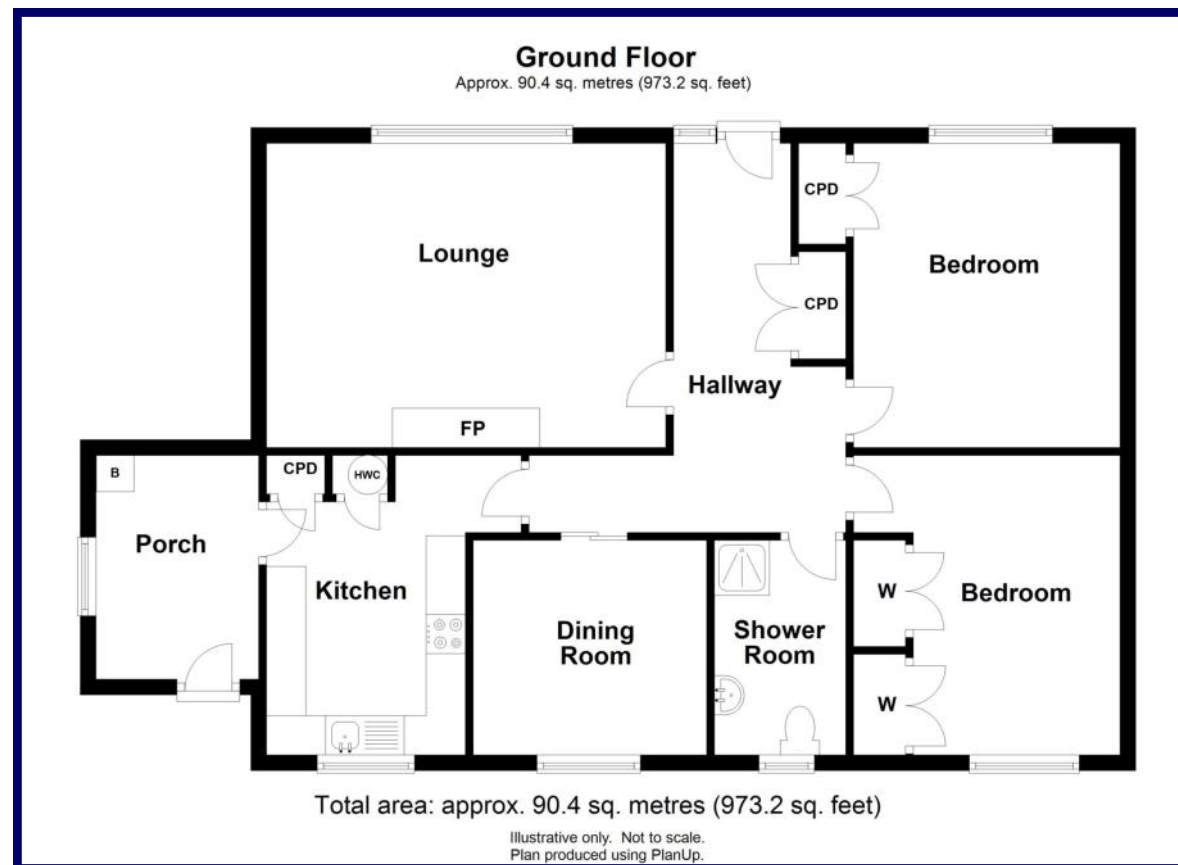 Ground Floor
Approx. 90.4 sq. metres (973.2 sq. feet)
CPD
Lounge
Bedroom
CPD
Hallway
FP
B
CPD
HWC
Porch
Kitchen
W
Bedroom
Dining
Room
Shower
Room
W
Total area: approx. 90.4 sq. metres (973.2 sq. feet)
Illustrative only. Not to scale.
Plan produced using PlanUp.